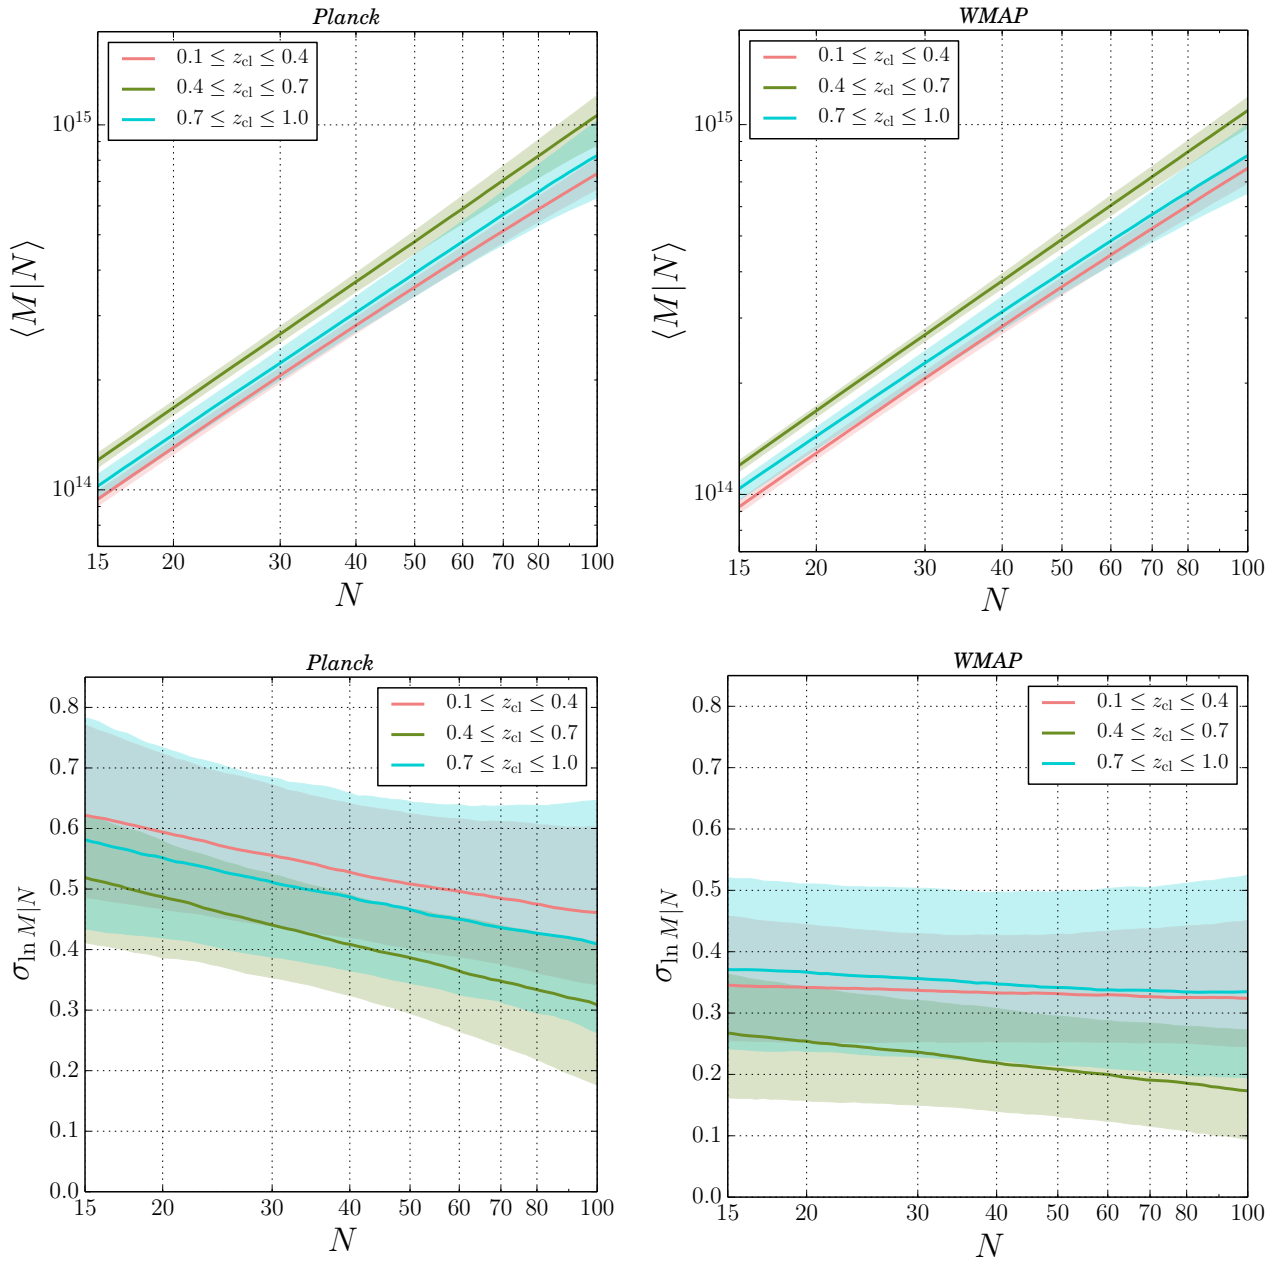 Planck
0.1 ≤ z_cl ≤ 0.4
0.4 ≤ z_cl ≤ 0.7
0.7 ≤ z_cl ≤ 1.0
10^15
10^14
⟨M|N⟩
15 20 30 40 50 60 70 80 100
N
WMAP
0.1 ≤ z_cl ≤ 0.4
0.4 ≤ z_cl ≤ 0.7
0.7 ≤ z_cl ≤ 1.0
10^15
10^14
⟨M|N⟩
15 20 30 40 50 60 70 80 100
N
Planck
0.1 ≤ z_cl ≤ 0.4
0.4 ≤ z_cl ≤ 0.7
0.7 ≤ z_cl ≤ 1.0
0.8
0.7
0.6
0.5
0.4
0.3
0.2
0.1
0.0
σ_ln M|N
15 20 30 40 50 60 70 80 100
N
WMAP
0.1 ≤ z_cl ≤ 0.4
0.4 ≤ z_cl ≤ 0.7
0.7 ≤ z_cl ≤ 1.0
0.8
0.7
0.6
0.5
0.4
0.3
0.2
0.1
0.0
σ_ln M|N
15 20 30 40 50 60 70 80 100
N